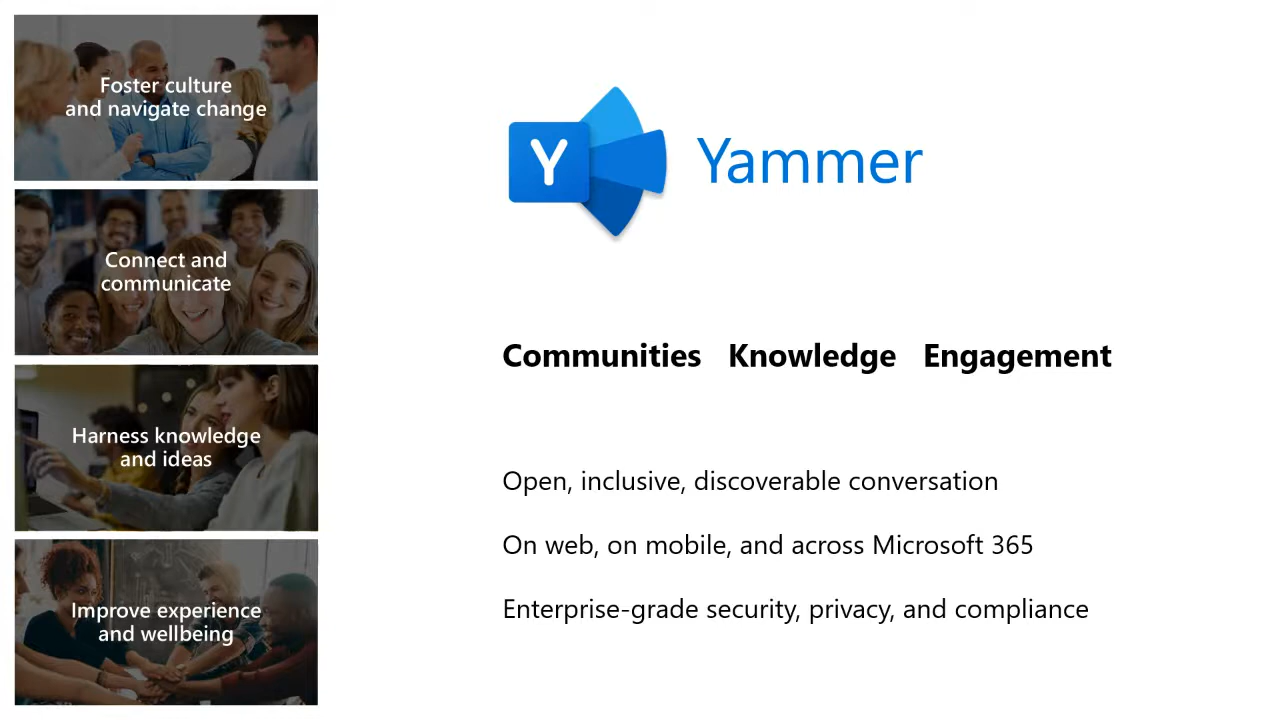 Foster culture
and navigate change
Connect and
communicate
Harness knowledge
and ideas
Improve experience
and wellbeing
Y
Yammer
Communities Knowledge Engagement
Open, inclusive, discoverable conversation
On web, on mobile, and across Microsoft 365
Enterprise-grade security, privacy, and compliance